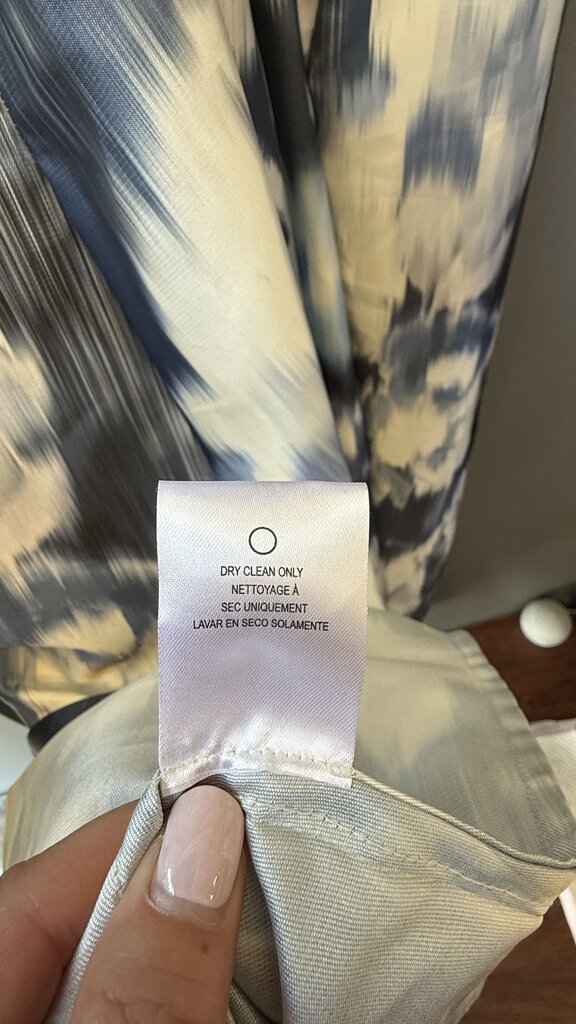 DRY CLEAN ONLY
NETTOYAGE À
SEC UNIQUEMENT
LAVAR EN SECO SOLAMENTE